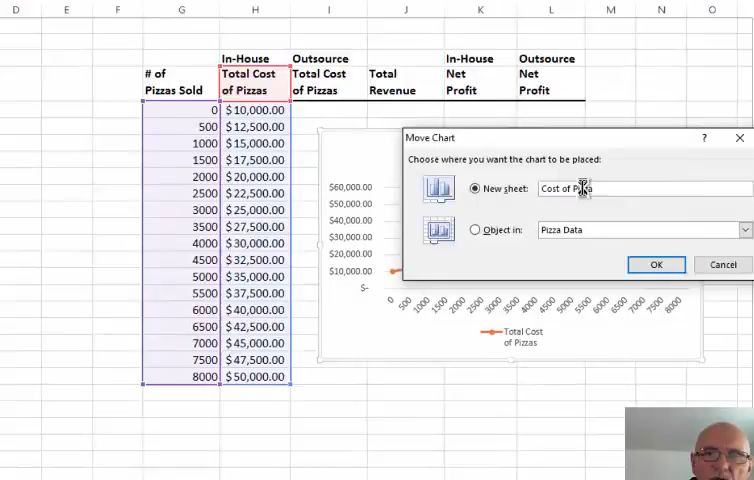 D E F G H I J K L M N O
In-House Outsource In-House Outsource
# of Total Cost Total Cost Total Net Net
Pizzas Sold of Pizzas of Pizzas Revenue Profit Profit
0 $10,000.00
500 $12,500.00
1000 $15,000.00
1500 $17,500.00
2000 $20,000.00
2500 $22,500.00
3000 $25,000.00
3500 $27,500.00
4000 $30,000.00
4500 $32,500.00
5000 $35,000.00
5500 $37,500.00
6000 $40,000.00
6500 $42,500.00
7000 $45,000.00
7500 $47,500.00
8000 $50,000.00
Move Chart ?
Choose where you want the chart to be placed:
New sheet: Cost of Pizza
Object in: Pizza Data
OK Cancel
$60,000.00
$50,000.00
$40,000.00
$30,000.00
$20,000.00
$10,000.00
$-
0 500 1000 1500 2000 2500 3000 3500 4000 4500 5000 5500 6000 6500 7000 7500 8000
Total Cost
of Pizzas